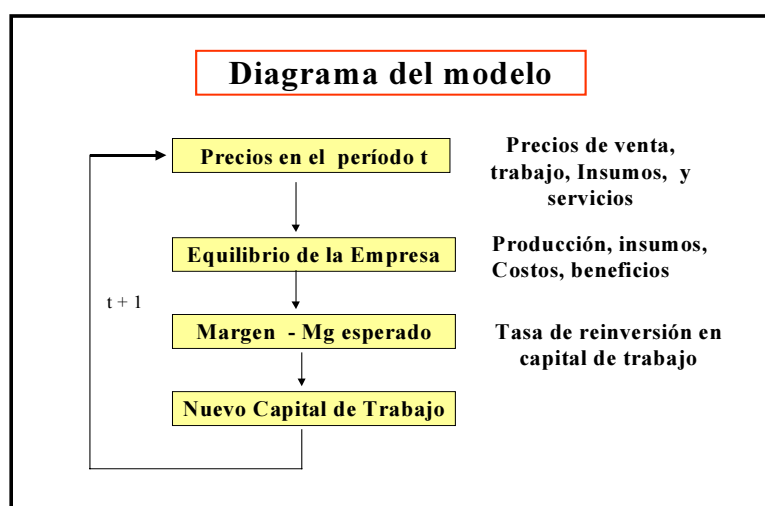 Diagrama del modelo
Precios en el período t
Precios de venta,
trabajo, Insumos, y
servicios
Equilibrio de la Empresa
Producción, insumos,
Costos, beneficios
t + 1
Margen - Mg esperado
Tasa de reinversión en
capital de trabajo
Nuevo Capital de Trabajo